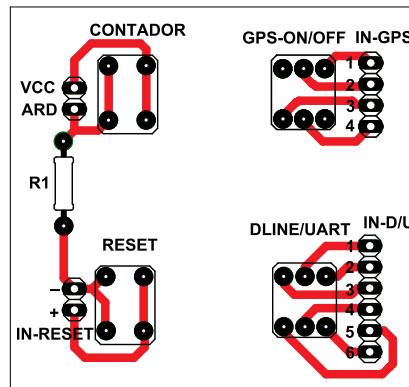 CONTADOR
GPS-ON/OFF
IN-GPS
VCC
ARD
1
2
3
4
R1
RESET
DLINE/UART
IN-D/U
1
2
3
4
5
6
–
+
IN-RESET